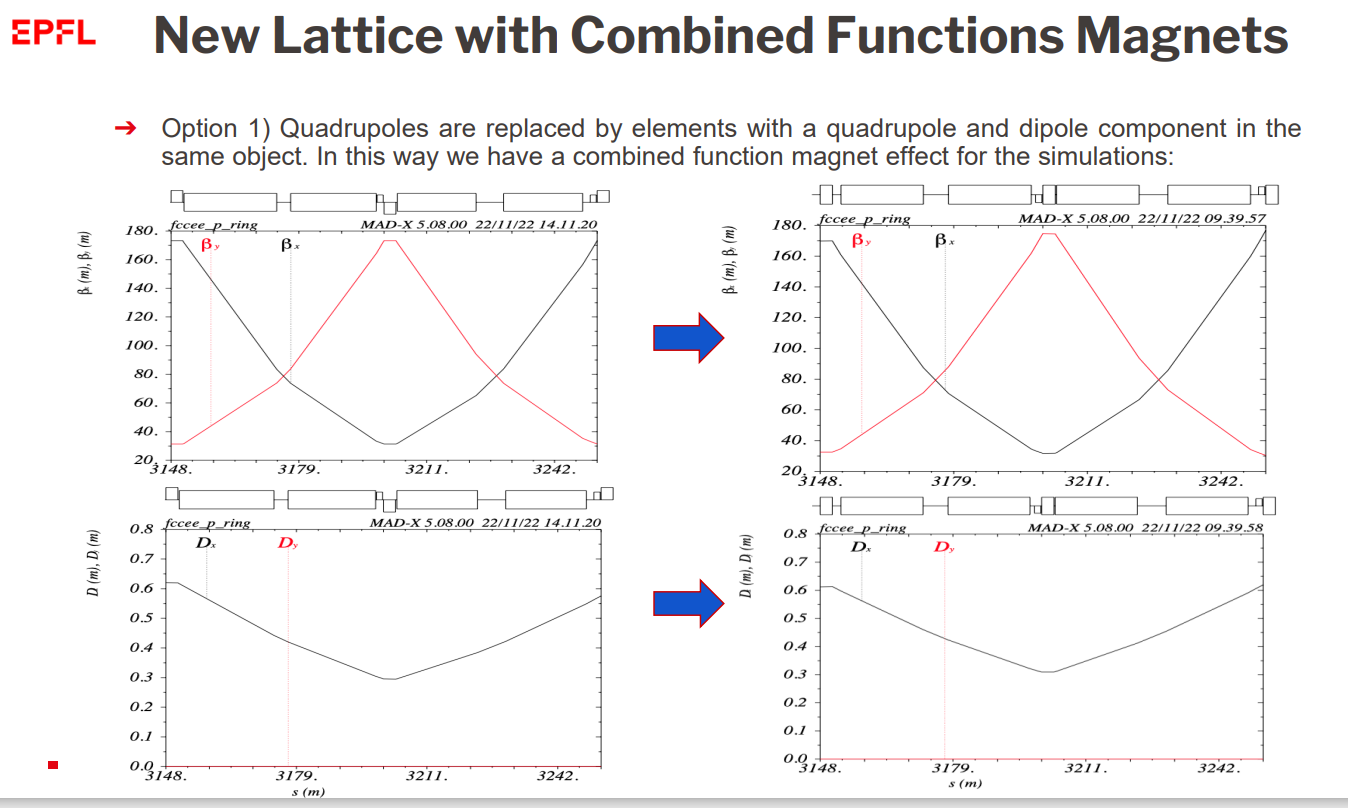 EPFL
New Lattice with Combined Functions Magnets
➔ Option 1) Quadrupoles are replaced by elements with a quadrupole and dipole component in the
same object. In this way we have a combined function magnet effect for the simulations:
fccee_p_ring MAD-X 5.08.00 22/11/22 14.11.20
βx (m), βy (m)
βy βx
180.
160.
140.
120.
100.
80.
60.
40.
20.
3148. 3179. 3211. 3242.
fccee_p_ring MAD-X 5.08.00 22/11/22 09.39.57
βx (m), βy (m)
βy βx
180.
160.
140.
120.
100.
80.
60.
40.
20.
3148. 3179. 3211. 3242.
fccee_p_ring MAD-X 5.08.00 22/11/22 14.11.20
D (m), D (m)
Dx Dy
0.8
0.7
0.6
0.5
0.4
0.3
0.2
0.1
0.0
3148. 3179. 3211. 3242.
s (m)
fccee_p_ring MAD-X 5.08.00 22/11/22 09.39.58
D (m), D (m)
Dx Dy
0.8
0.7
0.6
0.5
0.4
0.3
0.2
0.1
0.0
3148. 3179. 3211. 3242.
s (m)